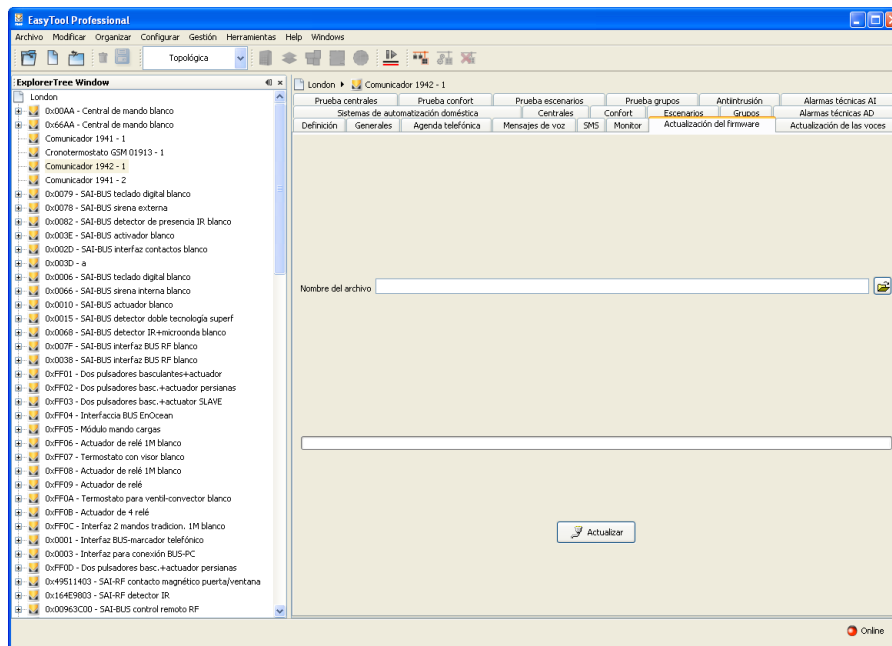 EasyTool Professional
Archivo Modificar Organizar Configurar Gestión Herramientas Help Windows
Topológica
ExplorerTree Window
London
0x00AA - Central de mando blanco
0x66AA - Central de mando blanco
Comunicador 1941 - 1
Cronotermostato GSM 01913 - 1
Comunicador 1942 - 1
Comunicador 1941 - 2
0x0079 - SAI-BUS teclado digital blanco
0x0078 - SAI-BUS sirena externa
0x0082 - SAI-BUS detector de presencia IR blanco
0x003E - SAI-BUS activador blanco
0x002D - SAI-BUS interfaz contactos blanco
0x003D - a
0x0006 - SAI-BUS teclado digital blanco
0x0066 - SAI-BUS sirena interna blanco
0x0010 - SAI-BUS actuador blanco
0x0015 - SAI-BUS detector doble tecnología superf
0x0068 - SAI-BUS detector IR+microonda blanco
0x007F - SAI-BUS interfaz BUS RF blanco
0x0038 - SAI-BUS interfaz BUS RF blanco
0xFF01 - Dos pulsadores basculantes+actuador
0xFF02 - Dos pulsadores basc.+actuador persianas
0xFF03 - Dos pulsadores basc.+actuator SLAVE
0xFF04 - Interfaccia BUS EnOcean
0xFF05 - Módulo mando cargas
0xFF06 - Actuador de relé 1M blanco
0xFF07 - Termostato con visor blanco
0xFF08 - Actuador de relé 1M blanco
0xFF09 - Actuador de relé
0xFF0A - Termostato para ventil-convector blanco
0xFF0B - Actuador de 4 relé
0xFF0C - Interfaz 2 mandos tradicion. 1M blanco
0x0001 - Interfaz BUS-marcador telefónico
0x0003 - Interfaz para conexión BUS-PC
0xFF0D - Dos pulsadores basc.+actuador persianas
0x49511403 - SAI-RF contacto magnético puerta/ventana
0x164E9803 - SAI-RF detector IR
0x00963C00 - SAI-BUS control remoto RF
London Comunicador 1942 - 1
Prueba centrales Prueba confort Prueba escenarios Prueba grupos Antiintrusión Alarmas técnicas AI
Sistemas de automatización doméstica Centrales Confort Escenarios Grupos Alarmas técnicas AD
Definición Generales Agenda telefónica Mensajes de voz SMS Monitor Actualización del firmware Actualización de las voces
Nombre del archivo
Actualizar
Online